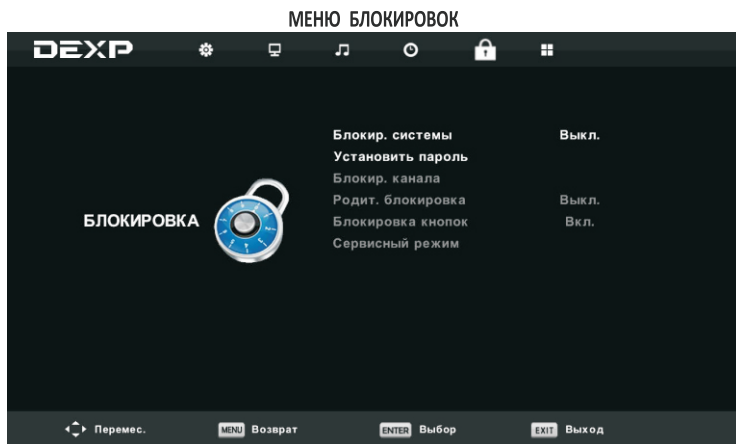 МЕНЮ БЛОКИРОВОК
DEXP
Блокир. системы Выкл.
Установить пароль
Блокир. канала
Родит. блокировка Выкл.
Блокировка кнопок Вкл.
Сервисный режим
БЛОКИРОВКА
Перемес. MENU Возврат ENTER Выбор EXIT Выход